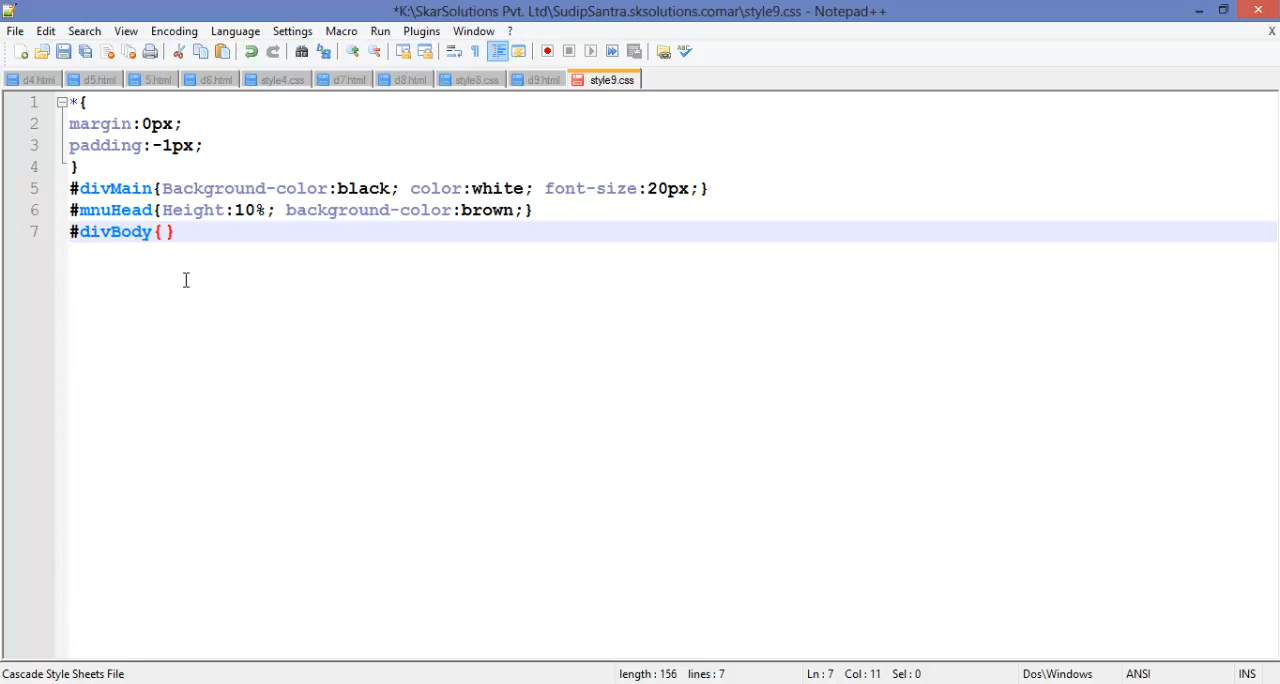 *K:\SkarSolutions Pvt. Ltd\SudipSantra.sksolutions.comar\style9.css - Notepad++
File Edit Search View Encoding Language Settings Macro Run Plugins Window ? X
d4.html d5.html 5.html d6.html style4.css d7.html d8.html style8.css d9.html style9.css
1 *{
2 margin:0px;
3 padding:-1px;
4 }
5 #divMain{Background-color:black; color:white; font-size:20px;}
6 #mnuHead{Height:10%; background-color:brown;}
7 #divBody{}
Cascade Style Sheets File length : 156 lines : 7 Ln : 7 Col : 11 Sel : 0 Dos\Windows ANSI INS